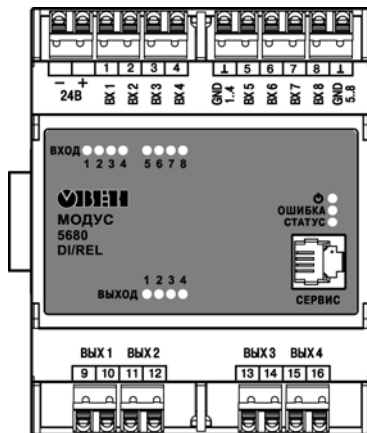 1 2 3 4 ⊥ 5 6 7 8 ⊥
− + 24В ВХ 1 ВХ 2 ВХ 3 ВХ 4 GND 1..4 ВХ 5 ВХ 6 ВХ 7 ВХ 8 GND 5..8
ВХОД
1 2 3 4 5 6 7 8
ОВЕН
МОДУС
5680
DI/REL
ОШИБКА
СТАТУС
СЕРВИС
1 2 3 4
ВЫХОД
ВЫХ 1 ВЫХ 2 ВЫХ 3 ВЫХ 4
9 10 11 12 13 14 15 16